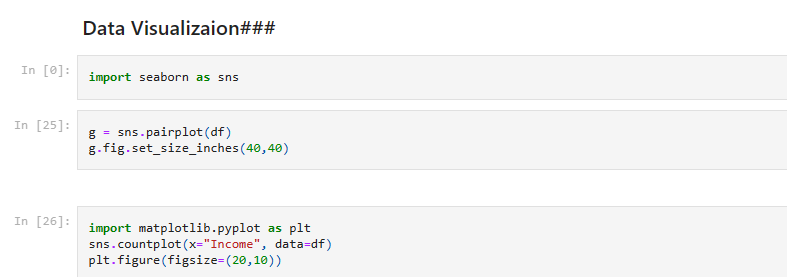 Data Visualizaion###
In [0]:
import seaborn as sns
In [25]:
g = sns.pairplot(df)
g.fig.set_size_inches(40,40)
In [26]:
import matplotlib.pyplot as plt
sns.countplot(x="Income", data=df)
plt.figure(figsize=(20,10))